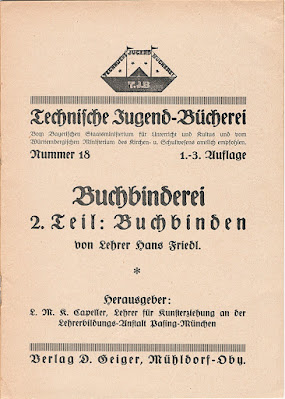 TECHNISCHE JUGEND BÜCHEREI
T.J.B
Technische Jugend-Bücherei
Vom Bayerischen Staatsministerium für Unterricht und Kultus und vom
Württembergischen Ministerium des Kirchen- u. Schulwesens amtlich empfohlen.
Nummer 18 1.-3. Auflage
Buchbinderei
2. Teil: Buchbinden
von Lehrer Hans Friedl.
*
Herausgeber:
L. M. K. Capeller, Lehrer für Kunsterziehung an der
Lehrerbildungs-Anstalt Pasing-München
Verlag D. Geiger, Mühldorf-Oby.